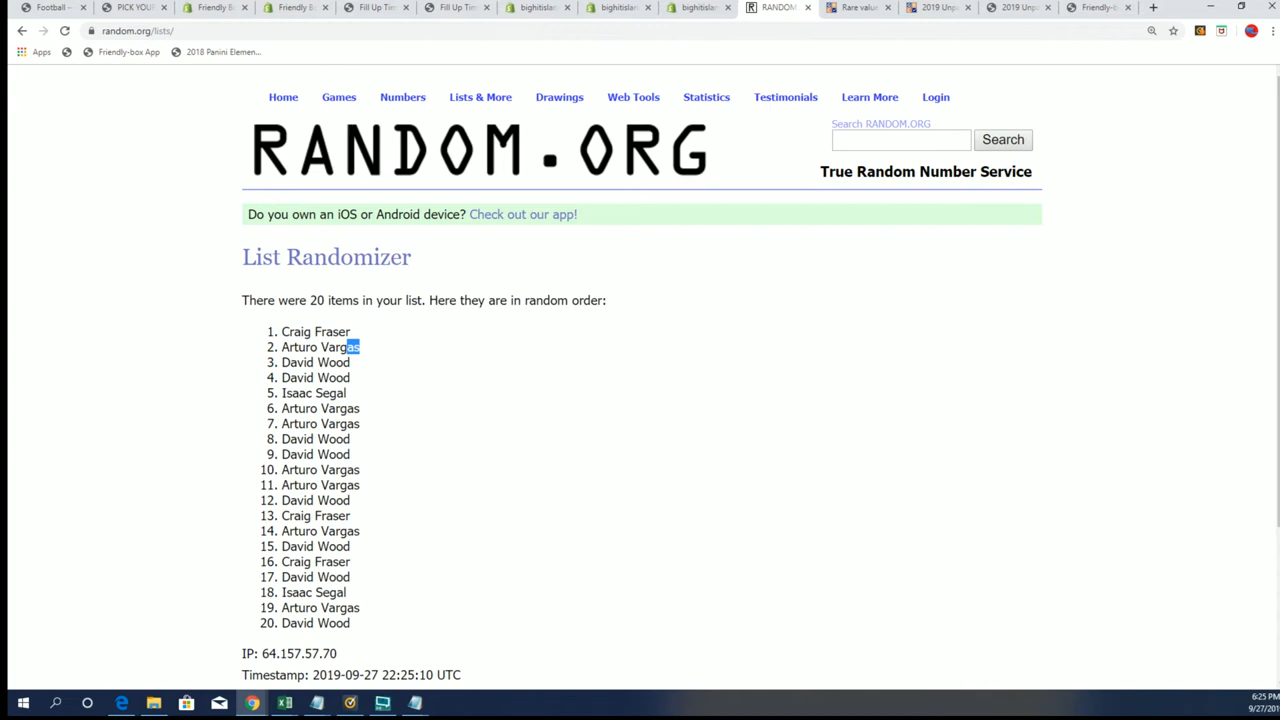 Football –
PICK YOUR
Friendly B
Friendly B
Fill Up Tim
Fill Up Tim
bighitislan
bighitislan
bighitislan
RANDOM
Rare value
2019 Unp
2019 Unp
Friendly-b
random.org/lists/
Apps
Friendly-box App
2018 Panini Elemen...
Home
Games
Numbers
Lists & More
Drawings
Web Tools
Statistics
Testimonials
Learn More
Login
RANDOM.ORG
Search RANDOM.ORG
Search
True Random Number Service
Do you own an iOS or Android device? Check out our app!
List Randomizer
There were 20 items in your list. Here they are in random order:
1. Craig Fraser
2. Arturo Vargas
3. David Wood
4. David Wood
5. Isaac Segal
6. Arturo Vargas
7. Arturo Vargas
8. David Wood
9. David Wood
10. Arturo Vargas
11. Arturo Vargas
12. David Wood
13. Craig Fraser
14. Arturo Vargas
15. David Wood
16. Craig Fraser
17. David Wood
18. Isaac Segal
19. Arturo Vargas
20. David Wood
IP: 64.157.57.70
Timestamp: 2019-09-27 22:25:10 UTC
6:25 PM
9/27/201